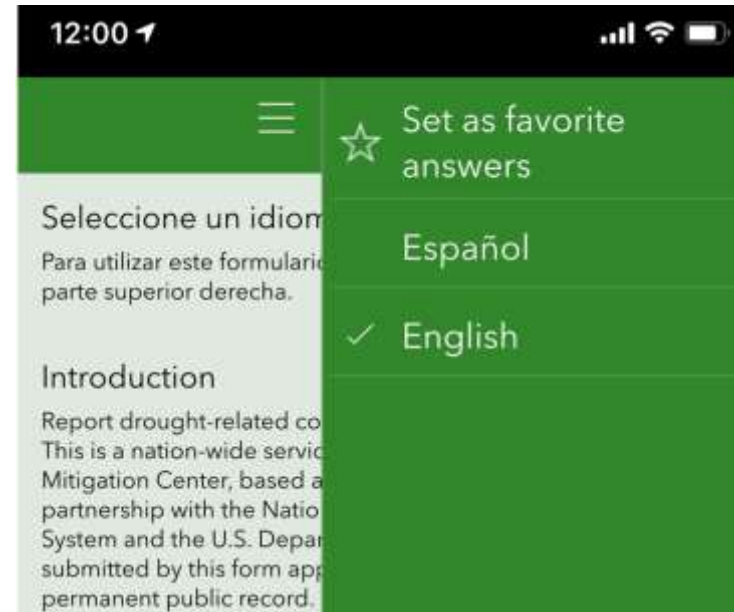 12:00
Set as favorite
answers
Español
English
Seleccione un idiom
Para utilizar este formulario
parte superior derecha.
Introduction
Report drought-related co
This is a nation-wide servic
Mitigation Center, based a
partnership with the Natio
System and the U.S. Depar
submitted by this form app
permanent public record.